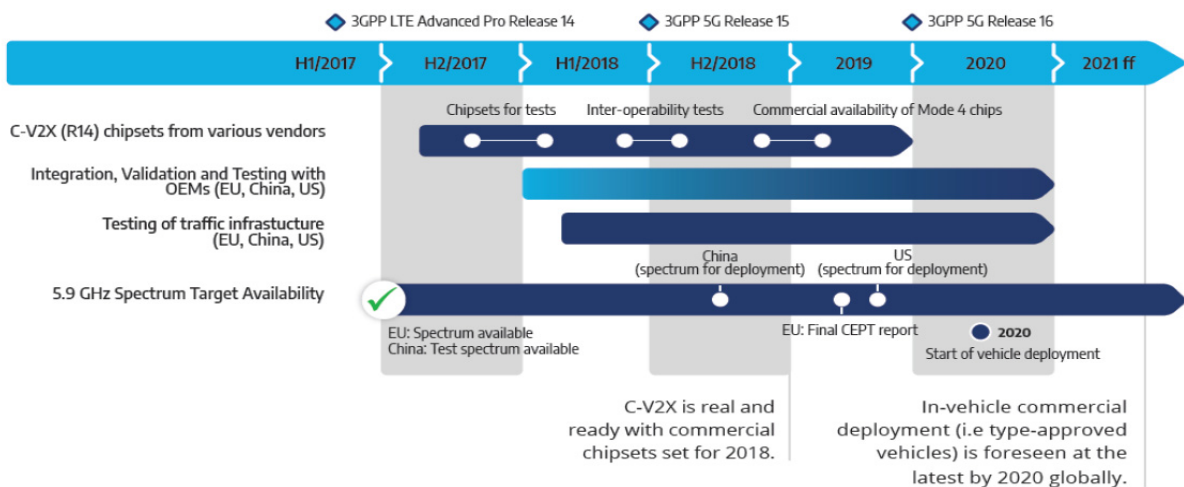 3GPP LTE Advanced Pro Release 14
3GPP 5G Release 15
3GPP 5G Release 16
H1/2017
H2/2017
H1/2018
H2/2018
2019
2020
2021 ff
Chipsets for tests
Inter-operability tests
Commercial availability of Mode 4 chips
C-V2X (R14) chipsets from various vendors
Integration, Validation and Testing with
OEMs (EU, China, US)
Testing of traffic infrastucture
(EU, China, US)
China
(spectrum for deployment)
US
(spectrum for deployment)
5.9 GHz Spectrum Target Availability
EU: Spectrum available
China: Test spectrum available
EU: Final CEPT report
2020
Start of vehicle deployment
C-V2X is real and
ready with commercial
chipsets set for 2018.
In-vehicle commercial
deployment (i.e type-approved
vehicles) is foreseen at the
latest by 2020 globally.